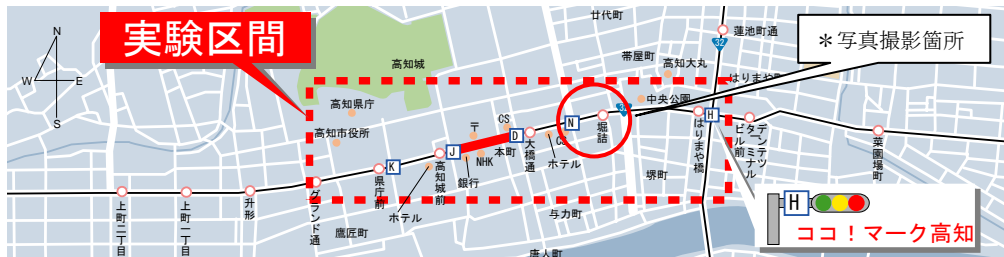 実験区間
N
W
E
S
高知城
高知県庁
高知市役所
廿代町
帯屋町
高知大丸
蓮池町通
32
はりまや町
*写真撮影箇所
中央公園
〒
CS
本町
NHK
銀行
J
D
K
N
H
大橋通
CS
ホテル
堀詰
堺町
はりまや橋
デンテツターミナルビル前
菜園場町
県庁前
高知城前
ホテル
グランド通
升形
上町一丁目
上町二丁目
鷹匠町
与力町
唐人町
H
ココ！マーク高知